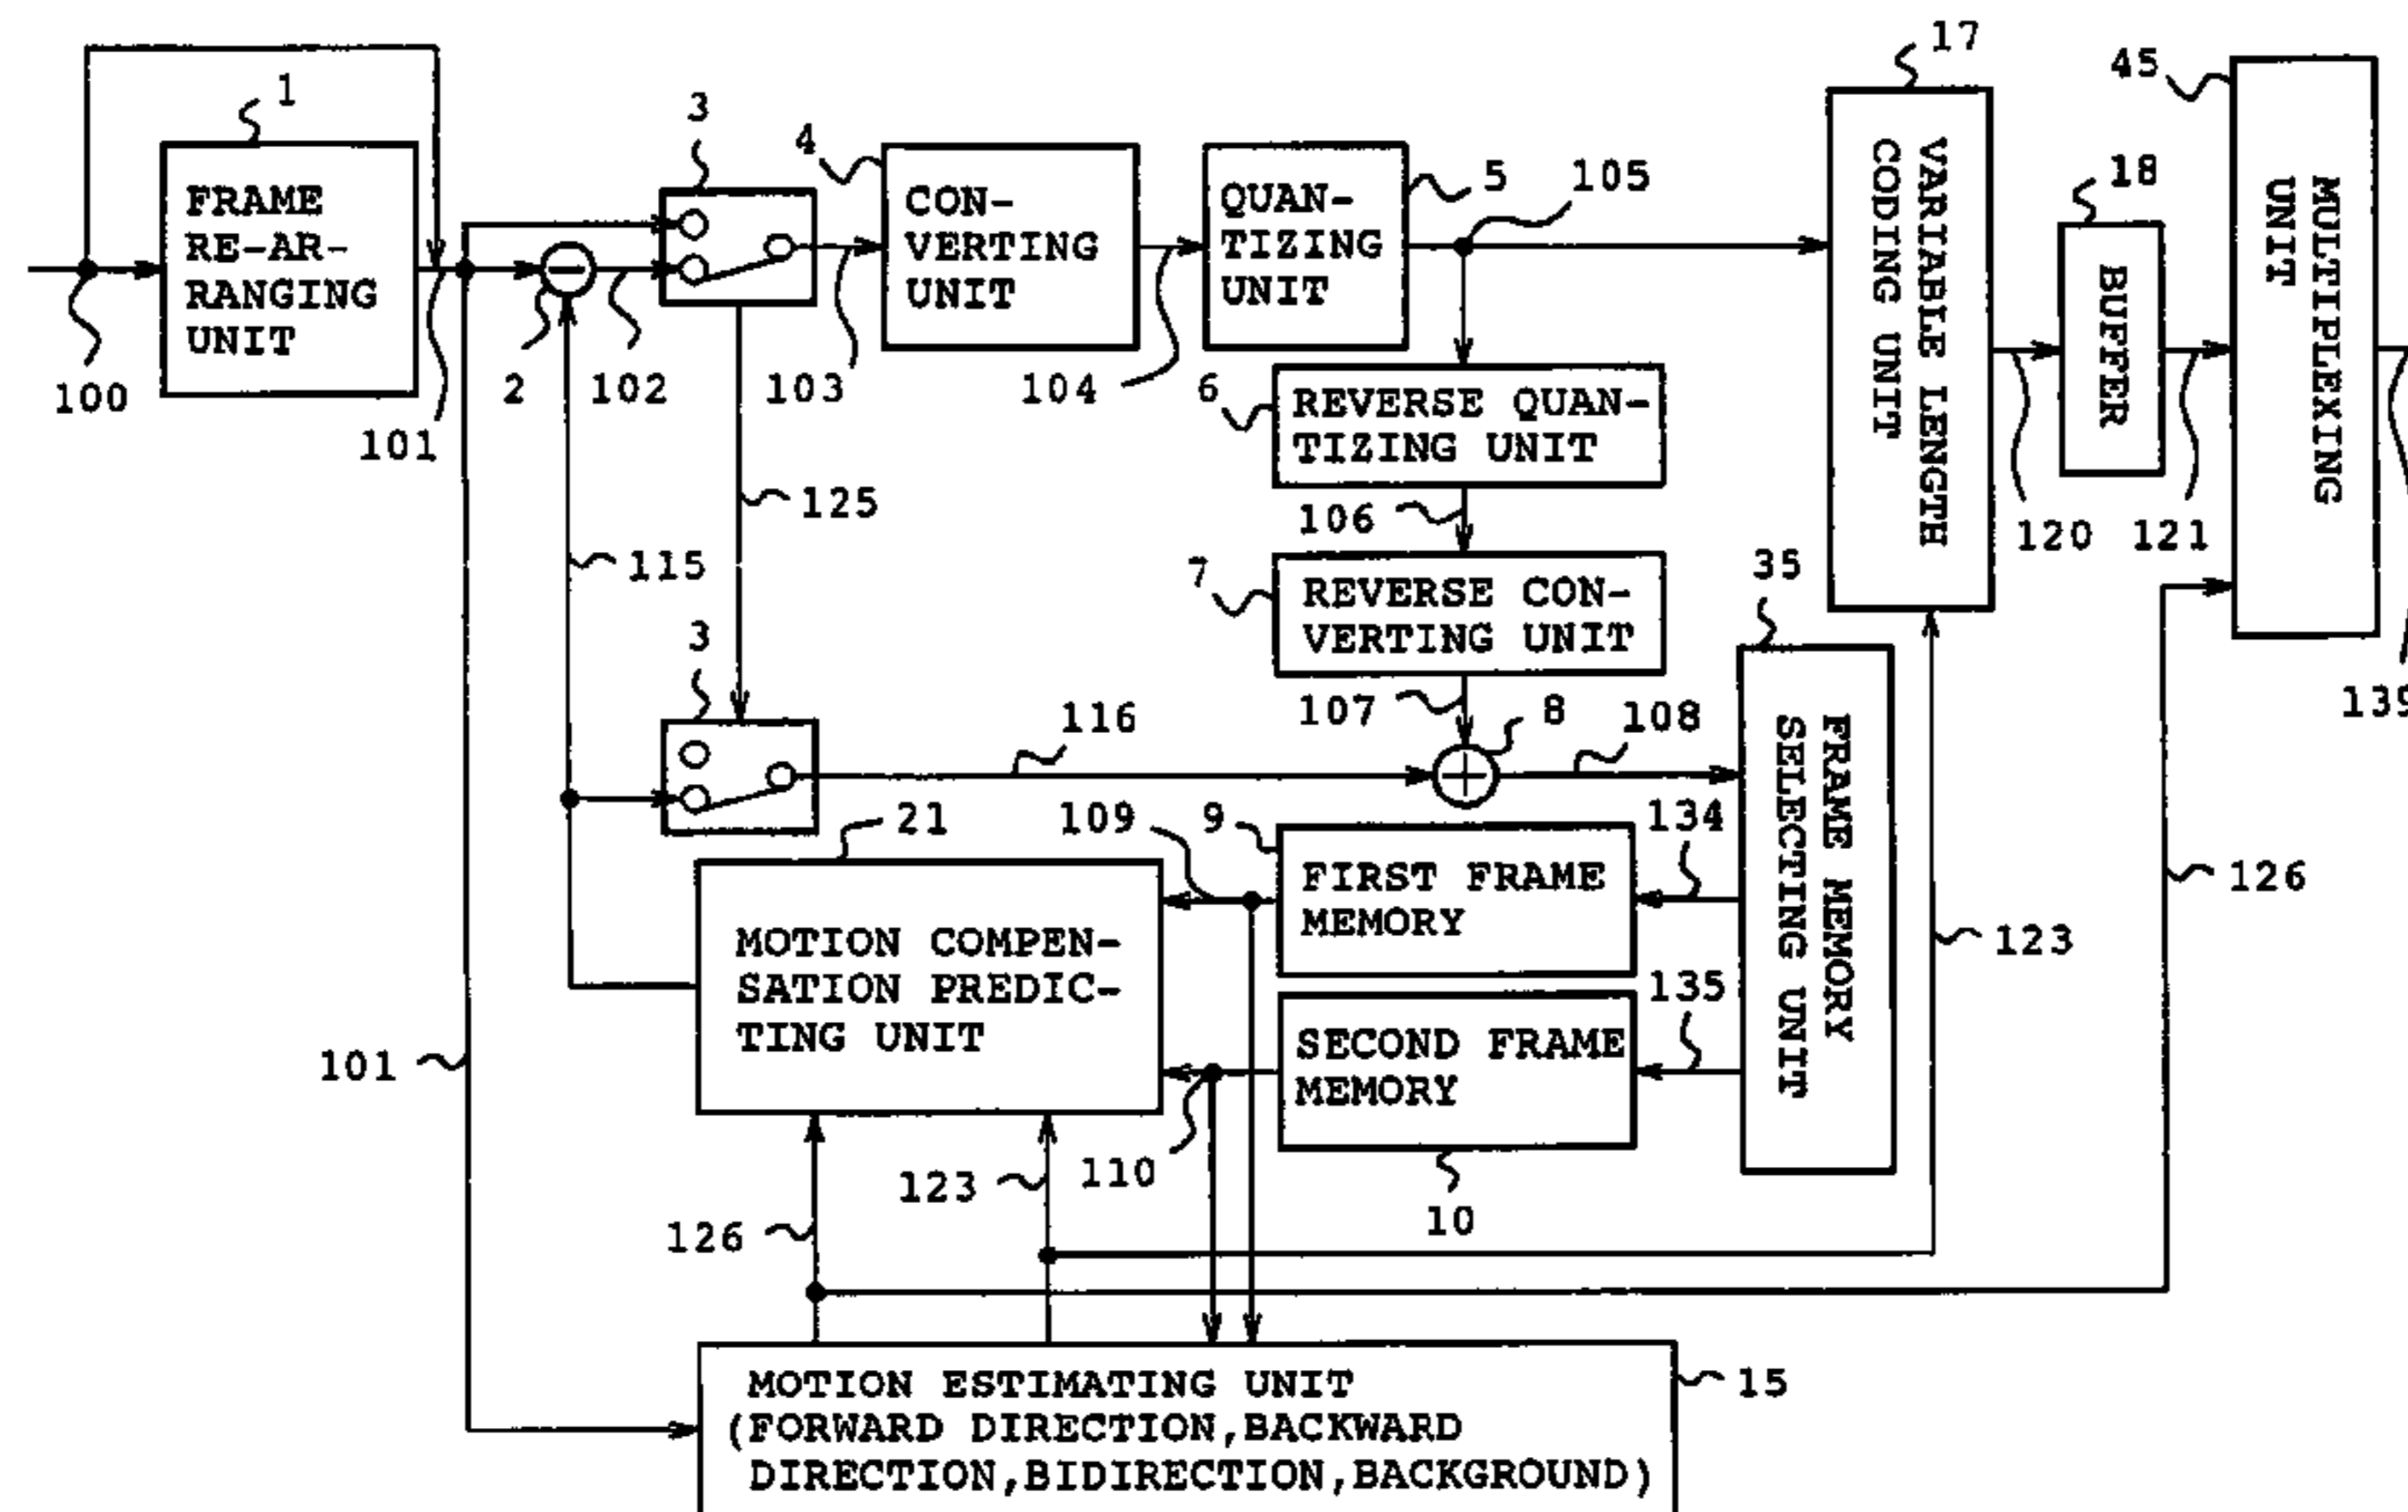 17
45
1
3
4
FRAME
RE-AR-
RANGING
UNIT
CON-
VERTING
UNIT
QUAN-
TIZING
UNIT
5
105
VARIABLE LENGTH
CODING UNIT
18
BUFFER
MULTIPLEXING
UNIT
100
101
2
102
103
104
6
REVERSE QUAN-
TIZING UNIT
125
106
120
121
115
7
REVERSE CON-
VERTING UNIT
35
3
107
8
108
139
116
FRAME MEMORY
SELECTING UNIT
21
109
9
134
FIRST FRAME
MEMORY
126
123
MOTION COMPEN-
SATION PREDIC-
TING UNIT
135
SECOND FRAME
MEMORY
101
123
110
10
126
MOTION ESTIMATING UNIT
(FORWARD DIRECTION,BACKWARD
DIRECTION,BIDIRECTION,BACKGROUND)
15